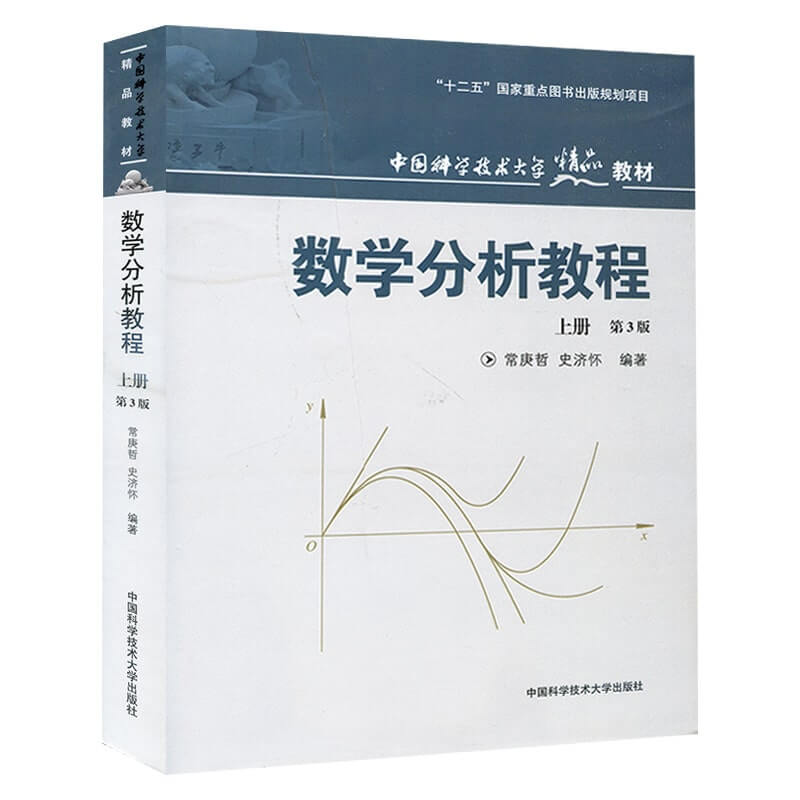 中国科学技术大学
精品教材
数学分析教程
上册
第3版
常庚哲 史济怀 编著
中国科学技术大学出版社
“十二五”国家重点图书出版规划项目
中国科学技术大学 精品 教材
数学分析教程
上册 第3版
常庚哲 史济怀 编著
y
O
x
中国科学技术大学出版社